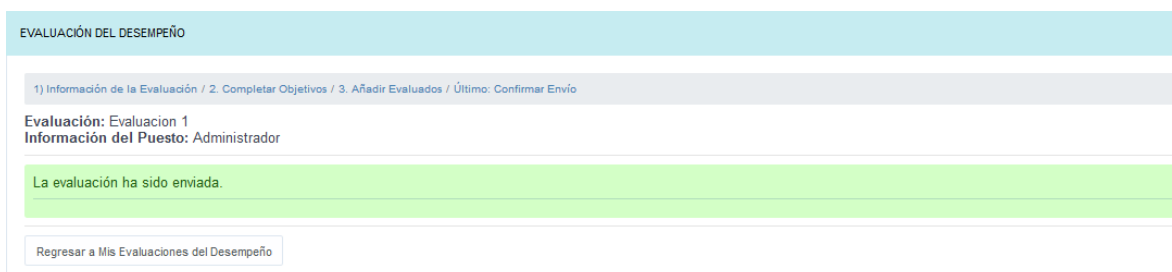 EVALUACIÓN DEL DESEMPEÑO
1) Información de la Evaluación / 2. Completar Objetivos / 3. Añadir Evaluados / Último: Confirmar Envío
Evaluación: Evaluacion 1
Información del Puesto: Administrador
La evaluación ha sido enviada.
Regresar a Mis Evaluaciones del Desempeño